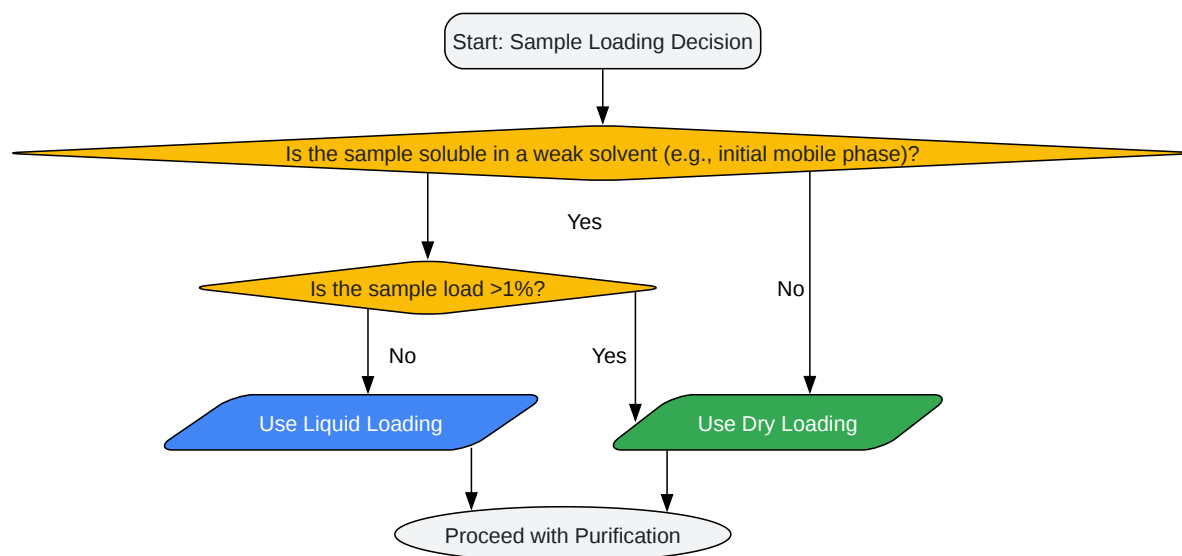 Start: Sample Loading Decision
Is the sample soluble in a weak solvent (e.g., initial mobile phase)?
Yes
Is the sample load >1%?
No
No
Yes
Use Liquid Loading
Use Dry Loading
Proceed with Purification